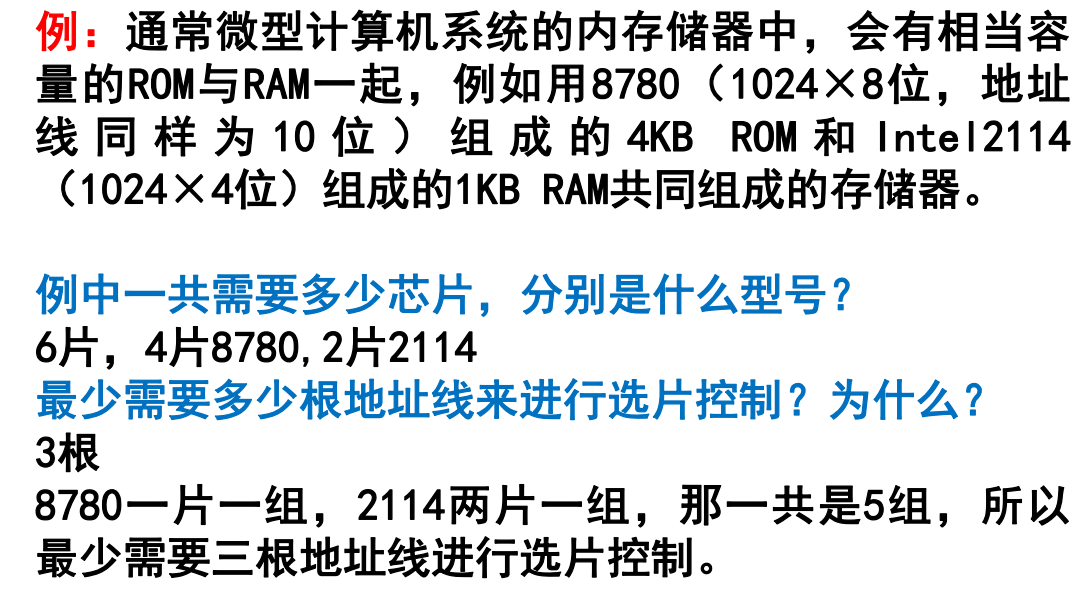 例：通常微型计算机系统的内存储器中，会有相当容
量的ROM与RAM一起，例如用8780（1024×8位，地址
线同样为10位）组成的4KB ROM和Intel2114
（1024×4位）组成的1KB RAM共同组成的存储器。
例中一共需要多少芯片，分别是什么型号？
6片，4片8780,2片2114
最少需要多少根地址线来进行选片控制？为什么？
3根
8780一片一组，2114两片一组，那一共是5组，所以
最少需要三根地址线进行选片控制。